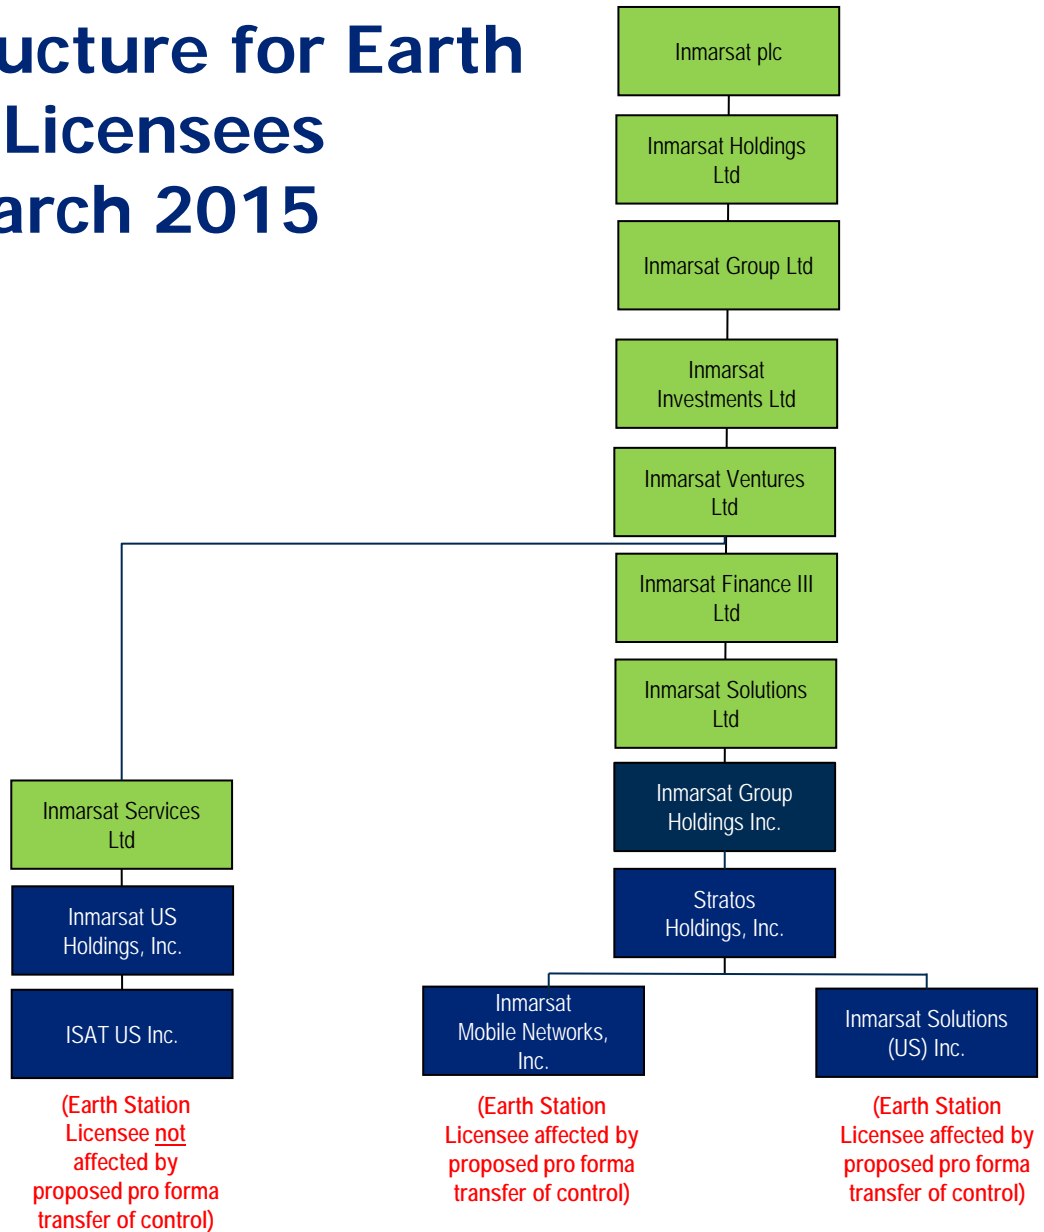 ucture for Earth
Licensees
arch 2015
Inmarsat plc
Inmarsat Holdings
Ltd
Inmarsat Group Ltd
Inmarsat
Investments Ltd
Inmarsat Ventures
Ltd
Inmarsat Finance III
Ltd
Inmarsat Solutions
Ltd
Inmarsat Group
Holdings Inc.
Stratos
Holdings, Inc.
Inmarsat Services
Ltd
Inmarsat US
Holdings, Inc.
ISAT US Inc.
(Earth Station
Licensee not
affected by
proposed pro forma
transfer of control)
Inmarsat
Mobile Networks,
Inc.
(Earth Station
Licensee affected by
proposed pro forma
transfer of control)
Inmarsat Solutions
(US) Inc.
(Earth Station
Licensee affected by
proposed pro forma
transfer of control)